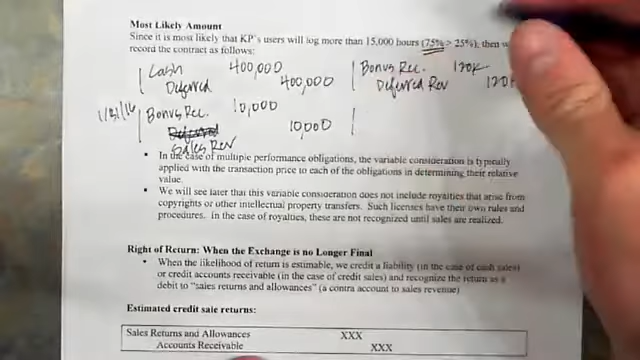 Most Likely Amount
Since it is most likely that KP's users will log more than 15,000 hours (75% > 25%), then w
record the contract as follows:
Cash 400,000 Bonus Rec. 120K
Deferred 400,000 Deferred Rev 120K
1/31/16 Bonus Rec. 10,000
Deferred 10,000
Sales Rev
• In the case of multiple performance obligations, the variable consideration is typically
applied with the transaction price to each of the obligations in determining their relative
value.
• We will see later that this variable consideration does not include royalties that arise from
copyrights or other intellectual property transfers. Such licenses have their own rules and
procedures. In the case of royalties, these are not recognized until sales are realized.
Right of Return: When the Exchange is no Longer Final
• When the likelihood of return is estimable, we credit a liability (in the case of cash sales)
or credit accounts receivable (in the case of credit sales) and recognize the return as a
debit to "sales returns and allowances" (a contra account to sales revenue)
Estimated credit sale returns:
Sales Returns and Allowances XXX
Accounts Receivable XXX